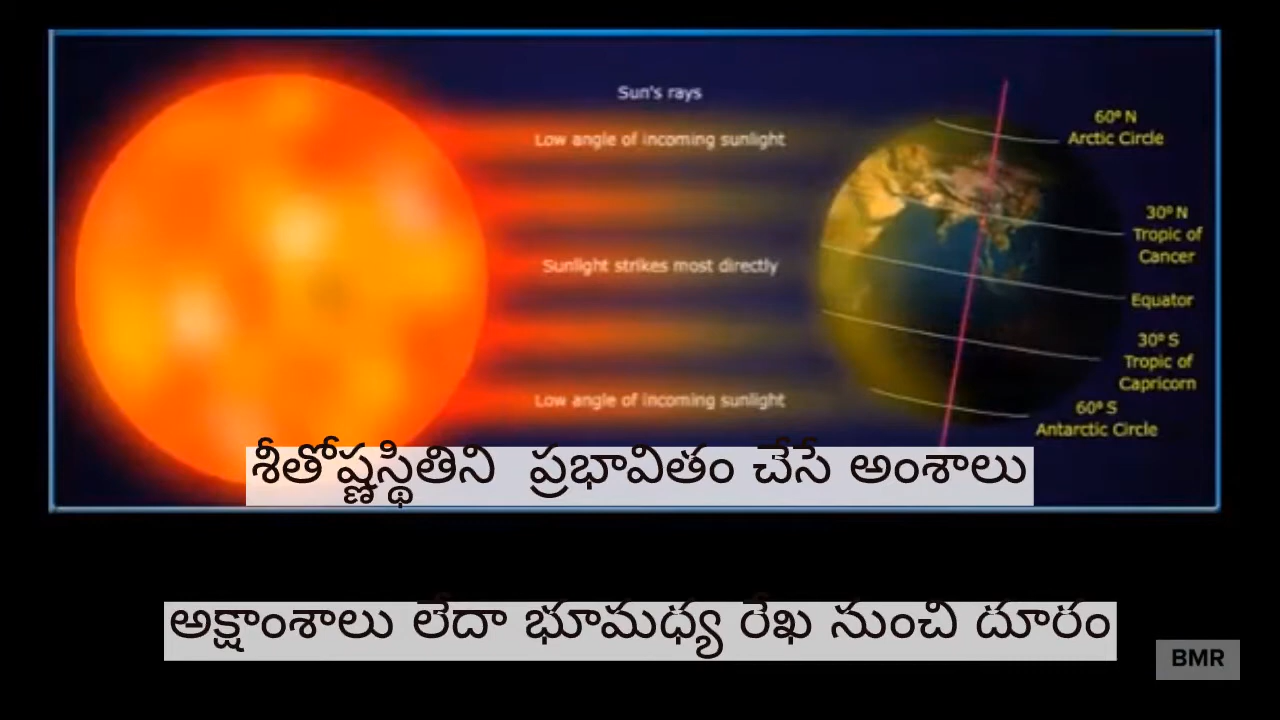 Sun's rays
Low angle of incoming sunlight
Sunlight strikes most directly
Low angle of incoming sunlight
60° N
Arctic Circle
30° N
Tropic of
Cancer
Equator
30° S
Tropic of
Capricorn
60° S
Antarctic Circle
శీతోష్ణస్థితిని ప్రభావితం చేసే అంశాలు
అక్షాంశాలు లేదా భూమధ్య రేఖ నుంచి దూరం
BMR